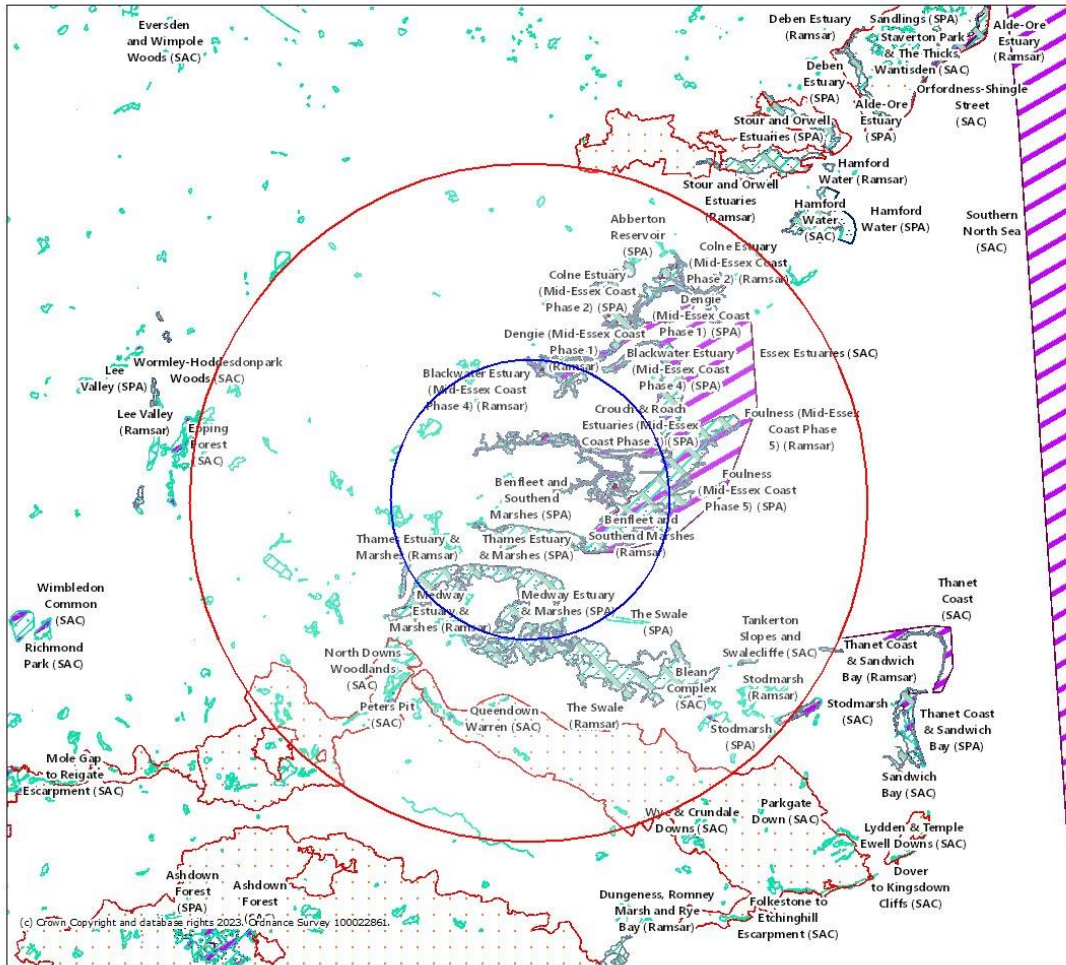 Eversden
and Wimpole
Woods (SAC)
Deben Estuary
(Ramsar)
Sandlings (SPA)
Staverton Park
& The Thicks,
Wantisden (SAC)
Alde-Ore
Estuary
(Ramsar)
Deben
Estuary
(SPA)
Alde-Ore
Estuary
(SPA)
Orfordness-Shingle
Street
(SAC)
Stour and Orwell
Estuaries (SPA)
Stour and Orwell
Estuaries
(Ramsar)
Hamford
Water (Ramsar)
Hamford
Water
(SAC)
Hamford
Water (SPA)
Southern
North Sea
(SAC)
Abberton
Reservoir
(SPA)
Colne Estuary
(Mid-Essex Coast
Phase 2) (Ramsar)
Colne Estuary
(Mid-Essex Coast
Phase 2) (SPA)
Dengie
(Mid-Essex Coast
Phase 1) (SPA)
Dengie (Mid-Essex Coast
Phase 1)
(Ramsar)
Blackwater Estuary
(Mid-Essex Coast
Phase 4) (SPA)
Essex Estuaries (SAC)
Wormley-Hoddesdonpark
Woods (SAC)
Lee
Valley (SPA)
Lee Valley
(Ramsar)
Epping
Forest
(SAC)
Blackwater Estuary
(Mid-Essex Coast
Phase 4) (Ramsar)
Crouch & Roach
Estuaries (Mid-Essex
Coast Phase 3) (SPA)
Foulness (Mid-Essex
Coast Phase
5) (Ramsar)
Foulness
(Mid-Essex Coast
Phase 5) (SPA)
Benfleet and
Southend
Marshes (SPA)
Benfleet and
Southend Marshes
(Ramsar)
Thames Estuary &
Marshes (Ramsar)
Thames Estuary
& Marshes (SPA)
Medway
Estuary &
Marshes (Ramsar)
Medway Estuary
& Marshes (SPA)
The Swale
(SPA)
Tankerton
Slopes and
Swalecliffe (SAC)
Thanet
Coast
(SAC)
Wimbledon
Common
(SAC)
Richmond
Park (SAC)
North Downs
Woodlands
(SAC)
Peters Pit
(SAC)
Queendown
Warren (SAC)
The Swale
(Ramsar)
Blean
Complex
(SAC)
Stodmarsh
(Ramsar)
Stodmarsh
(SPA)
Stodmarsh
(SAC)
Thanet Coast
& Sandwich
Bay (Ramsar)
Thanet Coast
& Sandwich
Bay (SPA)
Sandwich
Bay (SAC)
Mole Gap
to Reigate
Escarpment (SAC)
Wye & Crundale
Downs (SAC)
Parkgate
Down (SAC)
Lydden & Temple
Ewell Downs (SAC)
Dover
to Kingsdown
Cliffs (SAC)
Ashdown
Forest
(SPA)
Ashdown
Forest
Dungeness, Romney
Marsh and Rye
Bay (Ramsar)
Folkestone to
Etchinghill
Escarpment (SAC)
(c) Crown Copyright and database rights 2023. Ordnance Survey 100022861.